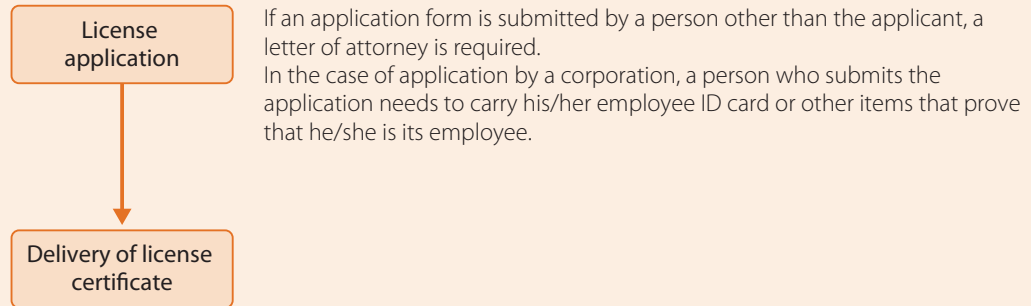 License
application
If an application form is submitted by a person other than the applicant, a
letter of attorney is required.
In the case of application by a corporation, a person who submits the
application needs to carry his/her employee ID card or other items that prove
that he/she is its employee.
Delivery of license
certificate